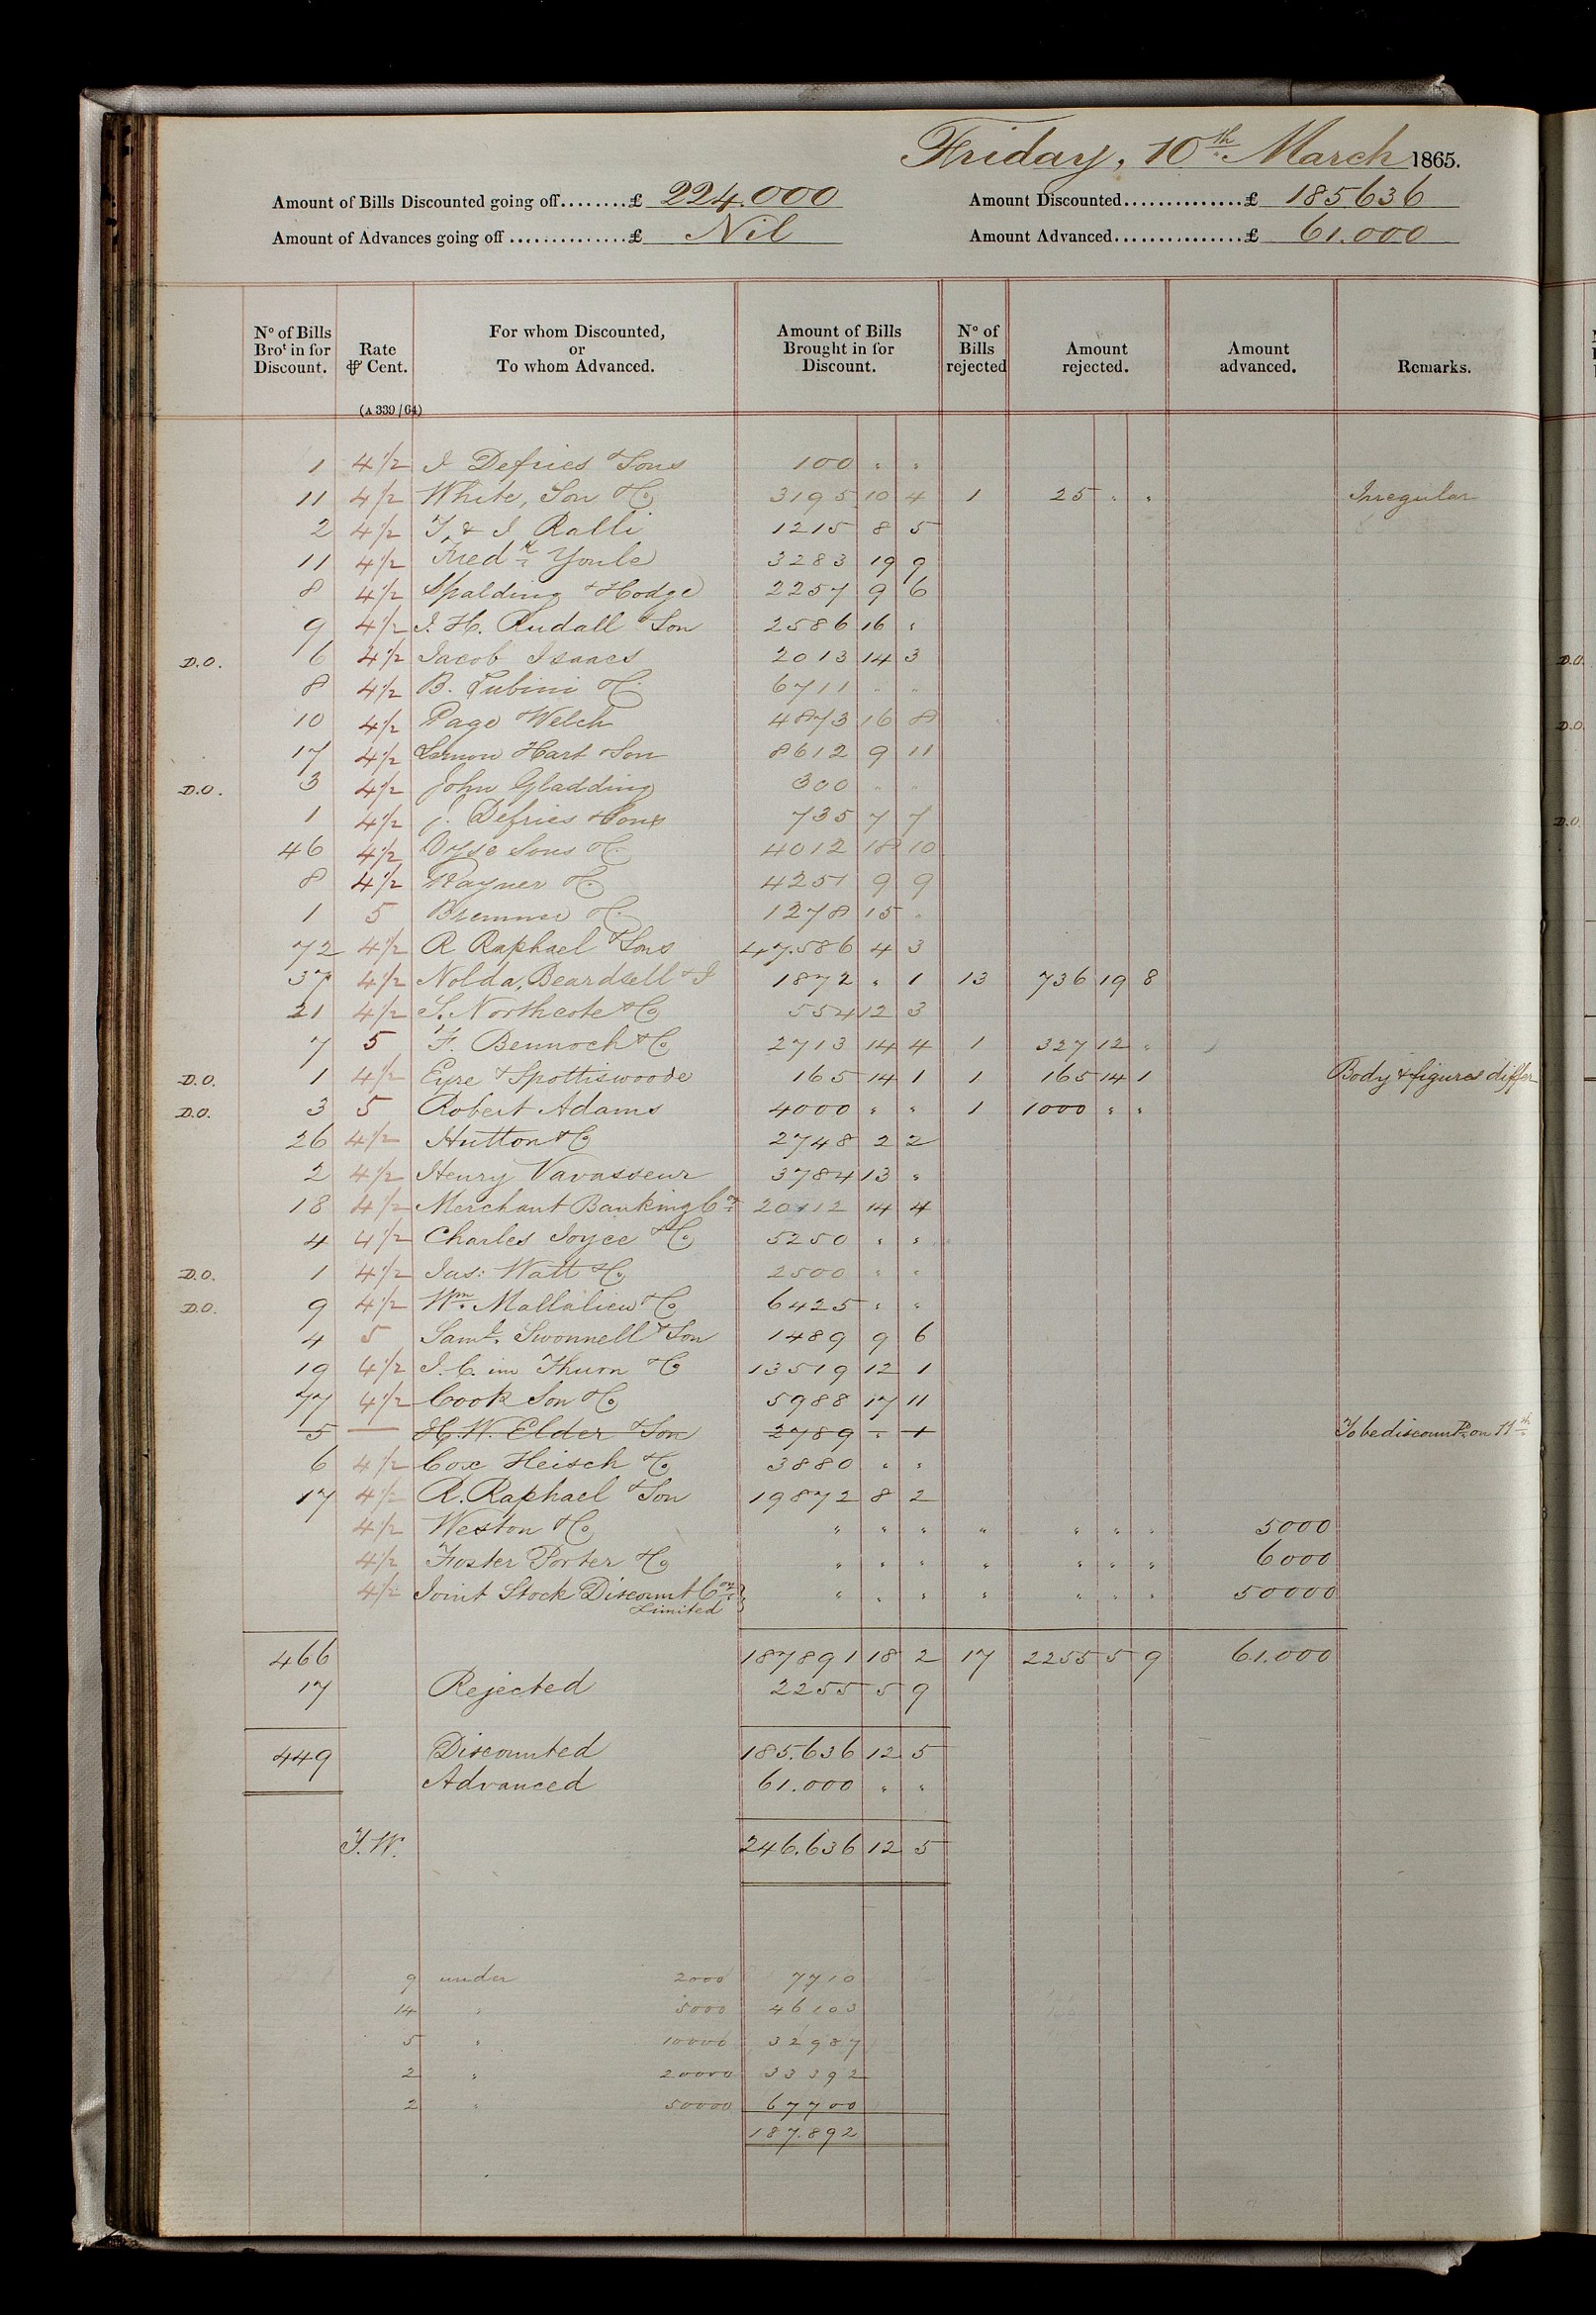 Friday, 10th March 1865.
Amount of Bills Discounted going off........£ 224.000 Amount Discounted..............£ 185636
Amount of Advances going off..............£ Nil Amount Advanced...............£ 61.000
No of Bills Brot in for Discount. Rate ⅌ Cent. For whom Discounted, or To whom Advanced. Amount of Bills Brought in for Discount. No of Bills rejected Amount rejected. Amount advanced. Remarks.
(A 339/64)
1 4½ I Defries & Sons 100 " "
11 4½ White, Son & Co 3195 10 4 1 25 " " Irregular
2 4½ T & I Ralli 1215 8 5
11 4½ Fredk Youle 3283 19 9
8 4½ Spalding & Hodge 2257 9 6
9 4½ I. H. Rudall & Son 2586 16 "
D.O. 6 4½ Jacob Isaacs 2013 14 3
8 4½ B. Lubini & Co 6711 " "
10 4½ Page & Welch 4873 16 8
17 4½ Lemon Hart & Son 8612 9 11
D.O. 3 4½ John Gladding 300 " "
1 4½ J. Defries & Sons 735 7 7
46 4½ Vyse Sons & Co 4012 18 10
8 4½ Rayner & Co 4251 9 9
1 5 Bremner & Co 1278 15 "
72 4½ R Raphael & Sons 47.586 4 3
37 4½ Nolda, Beardsell & I 1872 " 1 13 736 19 8
21 4½ S. Northcote & Co 554 12 3
7 5 F. Bennoch & Co 2713 14 4 1 327 12 "
D.O. 1 4½ Eyre & Spottiswoode 165 14 1 1 165 14 1 Body & figures differ
D.O. 3 5 Robert Adams 4000 " " 1 1000 " "
26 4½ Hutton & Co 2748 2 2
2 4½ Henry Vavasseur 3784 13 "
18 4½ Merchant Banking Coy 20112 14 4
4 4½ Charles Joyce & Co 5250 " "
D.O. 1 4½ Jas: Watt & Co 2500 " "
D.O. 9 4½ Wm. Mallalieu & Co 6425 " "
4 5 Saml. Swonnell & Son 1489 9 6
19 4½ J. C. im Thurn & Co 13519 12 1
77 4½ Cook Son & Co 5988 17 11
5 — H. W. Elder & Son 2789 " 1 To be discountd on 11th
6 4½ Cox Heisch & Co 3880 " "
17 4½ R. Raphael & Son 19872 8 2
4½ Weston & Co " " " " " " " 5000
4½ Foster Porter & Co " " " " " " " 6000
4½ Joint Stock Discount Coy " " " " " " " 50000
Limited
466 187891 18 2 17 2255 5 9 61.000
17 Rejected 2255 5 9
449 Discounted 185.636 12 5
Advanced 61.000 " "
T.W. 246.636 12 5
9 under 2000 7710
14 " 5000 46103
5 " 10000 32987
2 " 20000 33392
2 " 50000 67700
187.892